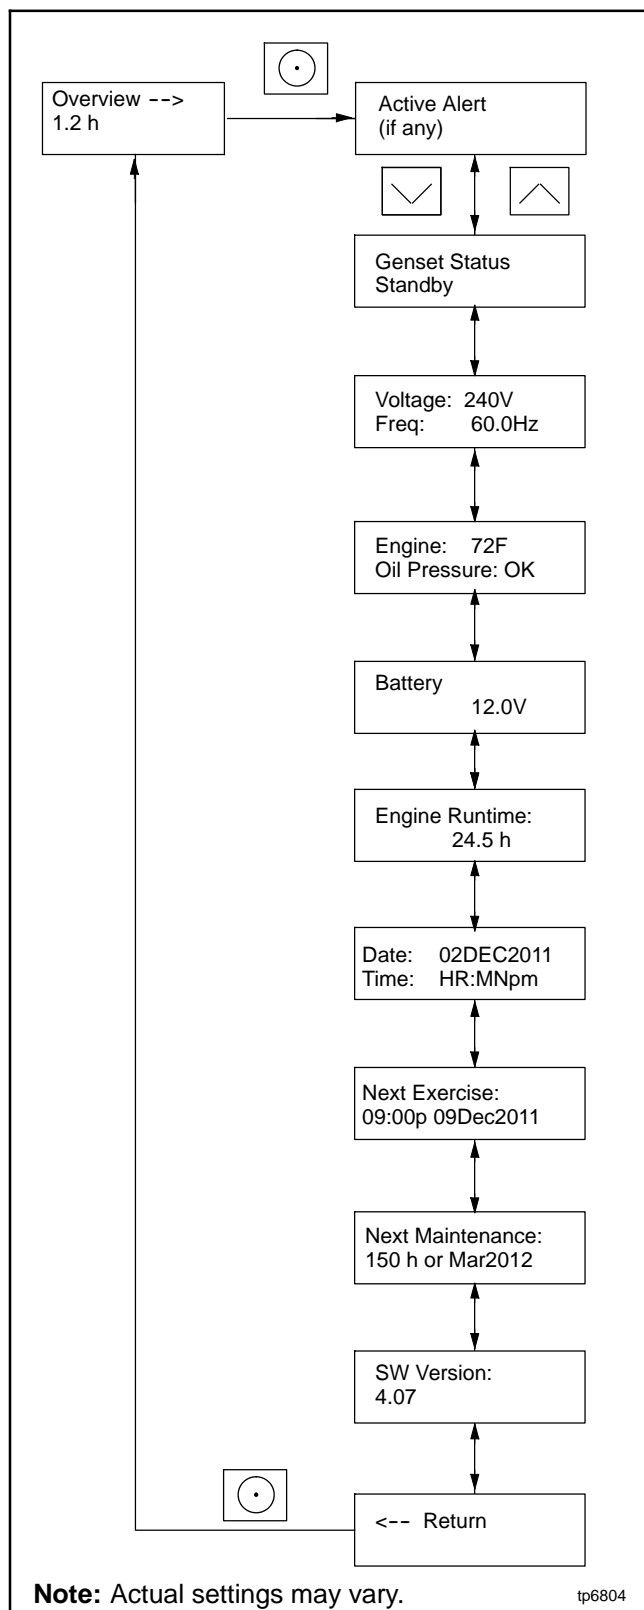 Overview -->
1.2 h
Active Alert
(if any)
Genset Status
Standby
Voltage: 240V
Freq: 60.0Hz
Engine: 72F
Oil Pressure: OK
Battery
12.0V
Engine Runtime:
24.5 h
Date: 02DEC2011
Time: HR:MNpm
Next Exercise:
09:00p 09Dec2011
Next Maintenance:
150 h or Mar2012
SW Version:
4.07
<-- Return
Note: Actual settings may vary.
tp6804